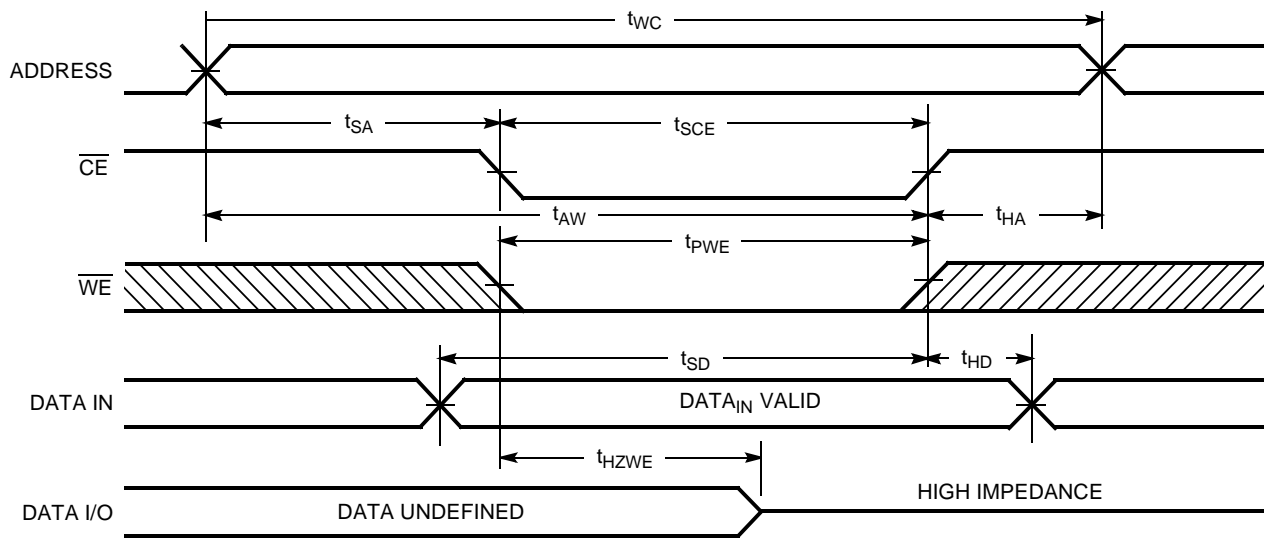 tWC
ADDRESS
tSA
tSCE
CE
tAW
tHA
tPWE
WE
tSD
tHD
DATA IN
DATAIN VALID
tHZWE
HIGH IMPEDANCE
DATA I/O
DATA UNDEFINED